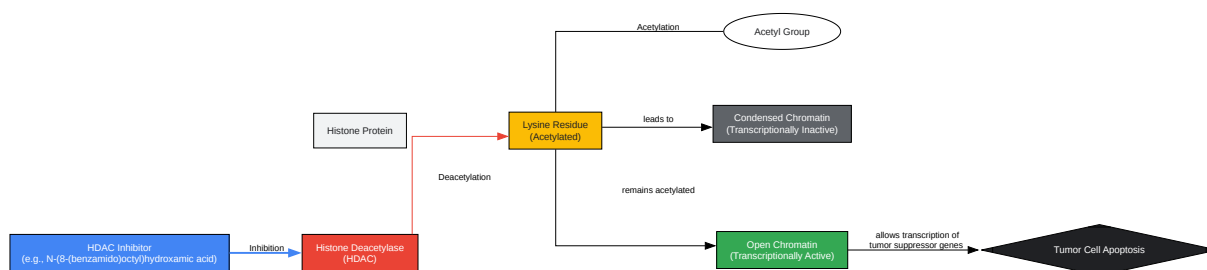 Acetylation
Acetyl Group
Histone Protein
Lysine Residue
(Acetylated)
leads to
Condensed Chromatin
(Transcriptionally Inactive)
Deacetylation
remains acetylated
HDAC Inhibitor
(e.g., N-(8-(benzamido)octyl)hydroxamic acid)
Inhibition
Histone Deacetylase
(HDAC)
Open Chromatin
(Transcriptionally Active)
allows transcription of
tumor suppressor genes
Tumor Cell Apoptosis